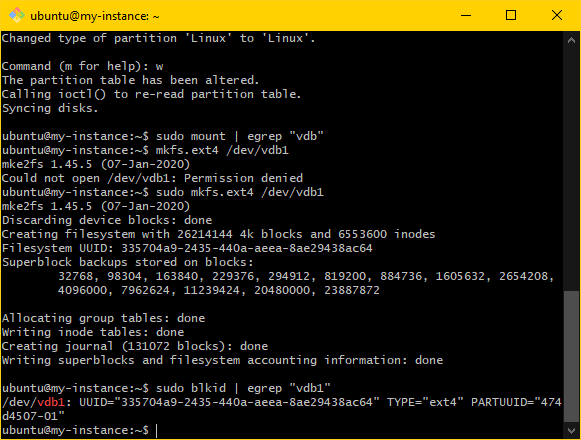 ubuntu@my-instance: ~
Changed type of partition 'Linux' to 'Linux'.
Command (m for help): w
The partition table has been altered.
Calling ioctl() to re-read partition table.
Syncing disks.
ubuntu@my-instance:~$ sudo mount | egrep "vdb"
ubuntu@my-instance:~$ mkfs.ext4 /dev/vdb1
mke2fs 1.45.5 (07-Jan-2020)
Could not open /dev/vdb1: Permission denied
ubuntu@my-instance:~$ sudo mkfs.ext4 /dev/vdb1
mke2fs 1.45.5 (07-Jan-2020)
Discarding device blocks: done
Creating filesystem with 26214144 4k blocks and 6553600 inodes
Filesystem UUID: 335704a9-2435-440a-aeea-8ae29438ac64
Superblock backups stored on blocks:
32768, 98304, 163840, 229376, 294912, 819200, 884736, 1605632, 2654208,
4096000, 7962624, 11239424, 20480000, 23887872
Allocating group tables: done
Writing inode tables: done
Creating journal (131072 blocks): done
Writing superblocks and filesystem accounting information: done
ubuntu@my-instance:~$ sudo blkid | egrep "vdb1"
/dev/vdb1: UUID="335704a9-2435-440a-aeea-8ae29438ac64" TYPE="ext4" PARTUUID="474
d4507-01"
ubuntu@my-instance:~$